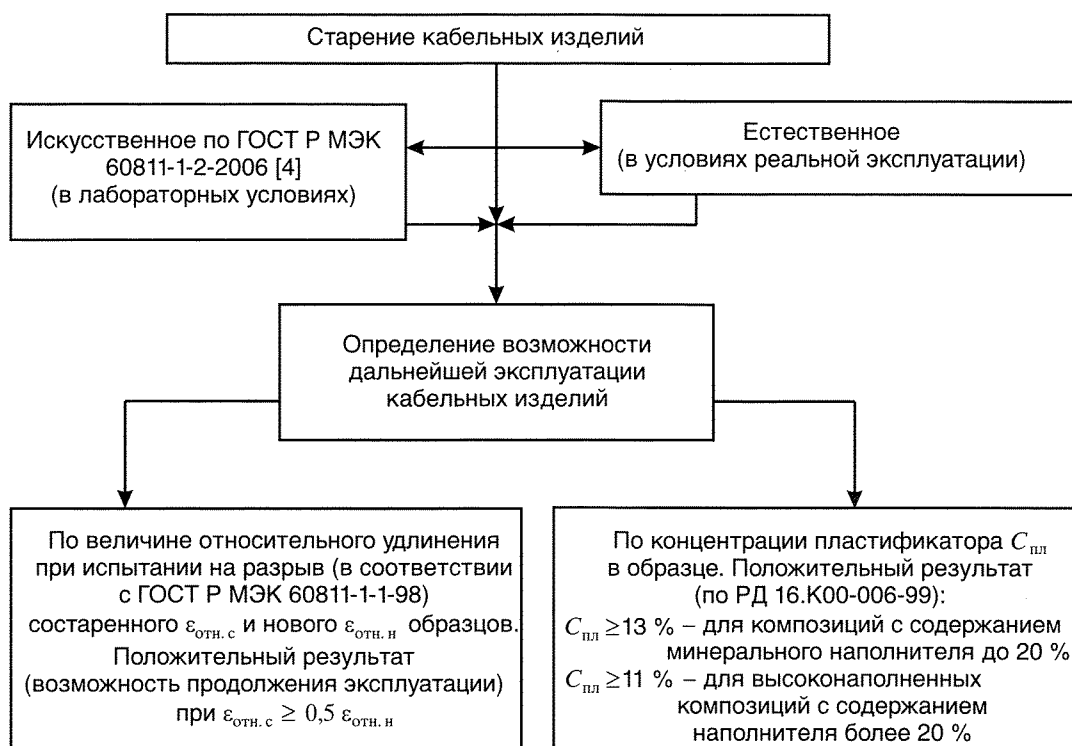 Старение кабельных изделий
Искусственное по ГОСТ Р МЭК
60811-1-2-2006 [4]
(в лабораторных условиях)
Естественное
(в условиях реальной эксплуатации)
Определение возможности
дальнейшей эксплуатации
кабельных изделий
По величине относительного удлинения
при испытании на разрыв (в соответствии
с ГОСТ Р МЭК 60811-1-1-98)
состаренного εотн. с и нового εотн. н образцов.
Положительный результат
(возможность продолжения эксплуатации)
при εотн. с ≥ 0,5 εотн. н
По концентрации пластификатора Cпл
в образце. Положительный результат
(по РД 16.К00-006-99):
Cпл ≥13 % – для композиций с содержанием
минерального наполнителя до 20 %
Cпл ≥11 % – для высоконаполненных
композиций с содержанием
наполнителя более 20 %